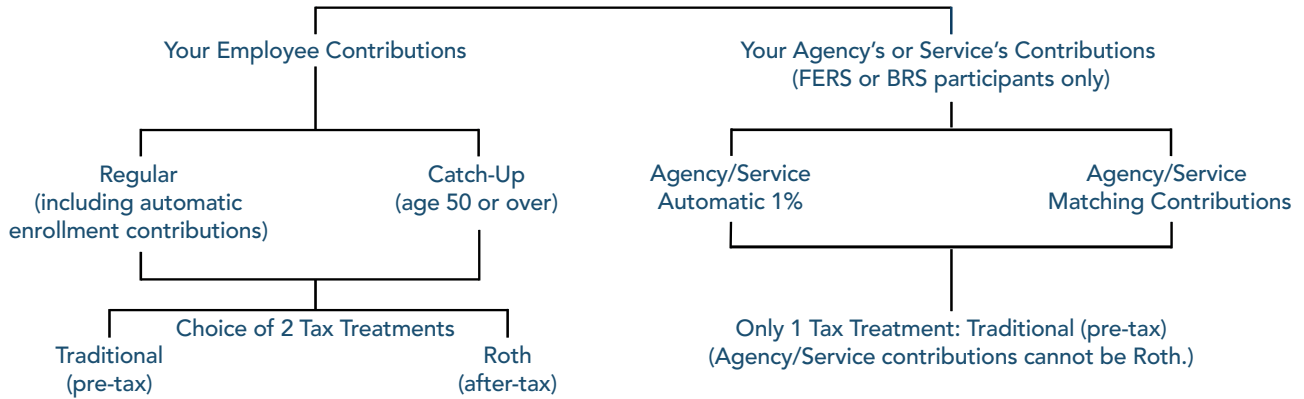 Your Employee Contributions
Your Agency’s or Service’s Contributions
(FERS or BRS participants only)
Regular
(including automatic
enrollment contributions)
Catch-Up
(age 50 or over)
Agency/Service
Automatic 1%
Agency/Service
Matching Contributions
Choice of 2 Tax Treatments
Traditional
(pre-tax)
Roth
(after-tax)
Only 1 Tax Treatment: Traditional (pre-tax)
(Agency/Service contributions cannot be Roth.)